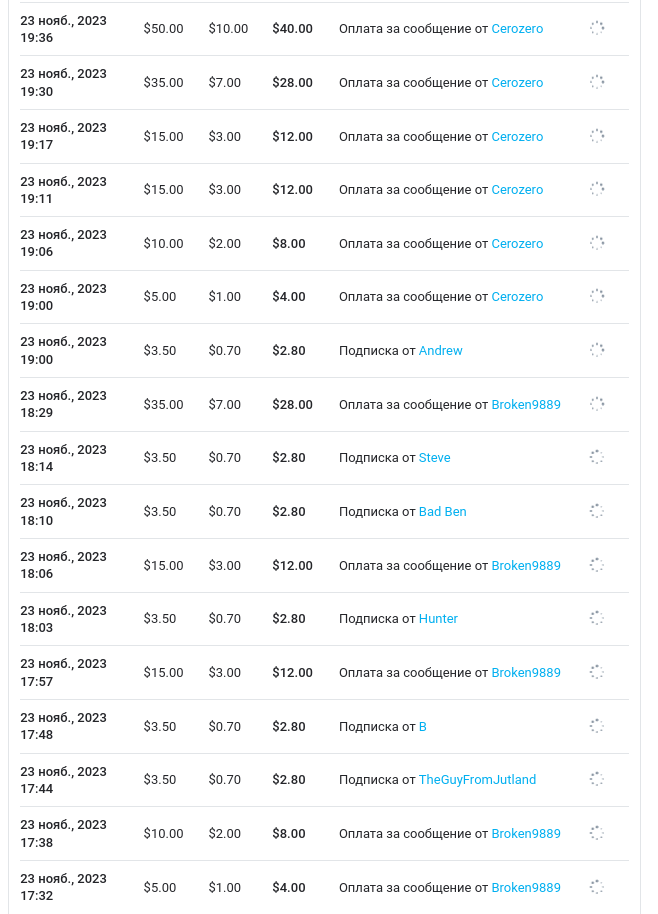 23 нояб., 2023
19:36
$50.00 $10.00 $40.00 Оплата за сообщение от Cerozero
23 нояб., 2023
19:30
$35.00 $7.00 $28.00 Оплата за сообщение от Cerozero
23 нояб., 2023
19:17
$15.00 $3.00 $12.00 Оплата за сообщение от Cerozero
23 нояб., 2023
19:11
$15.00 $3.00 $12.00 Оплата за сообщение от Cerozero
23 нояб., 2023
19:06
$10.00 $2.00 $8.00 Оплата за сообщение от Cerozero
23 нояб., 2023
19:00
$5.00 $1.00 $4.00 Оплата за сообщение от Cerozero
23 нояб., 2023
19:00
$3.50 $0.70 $2.80 Подписка от Andrew
23 нояб., 2023
18:29
$35.00 $7.00 $28.00 Оплата за сообщение от Broken9889
23 нояб., 2023
18:14
$3.50 $0.70 $2.80 Подписка от Steve
23 нояб., 2023
18:10
$3.50 $0.70 $2.80 Подписка от Bad Ben
23 нояб., 2023
18:06
$15.00 $3.00 $12.00 Оплата за сообщение от Broken9889
23 нояб., 2023
18:03
$3.50 $0.70 $2.80 Подписка от Hunter
23 нояб., 2023
17:57
$15.00 $3.00 $12.00 Оплата за сообщение от Broken9889
23 нояб., 2023
17:48
$3.50 $0.70 $2.80 Подписка от B
23 нояб., 2023
17:44
$3.50 $0.70 $2.80 Подписка от TheGuyFromJutland
23 нояб., 2023
17:38
$10.00 $2.00 $8.00 Оплата за сообщение от Broken9889
23 нояб., 2023
17:32
$5.00 $1.00 $4.00 Оплата за сообщение от Broken9889